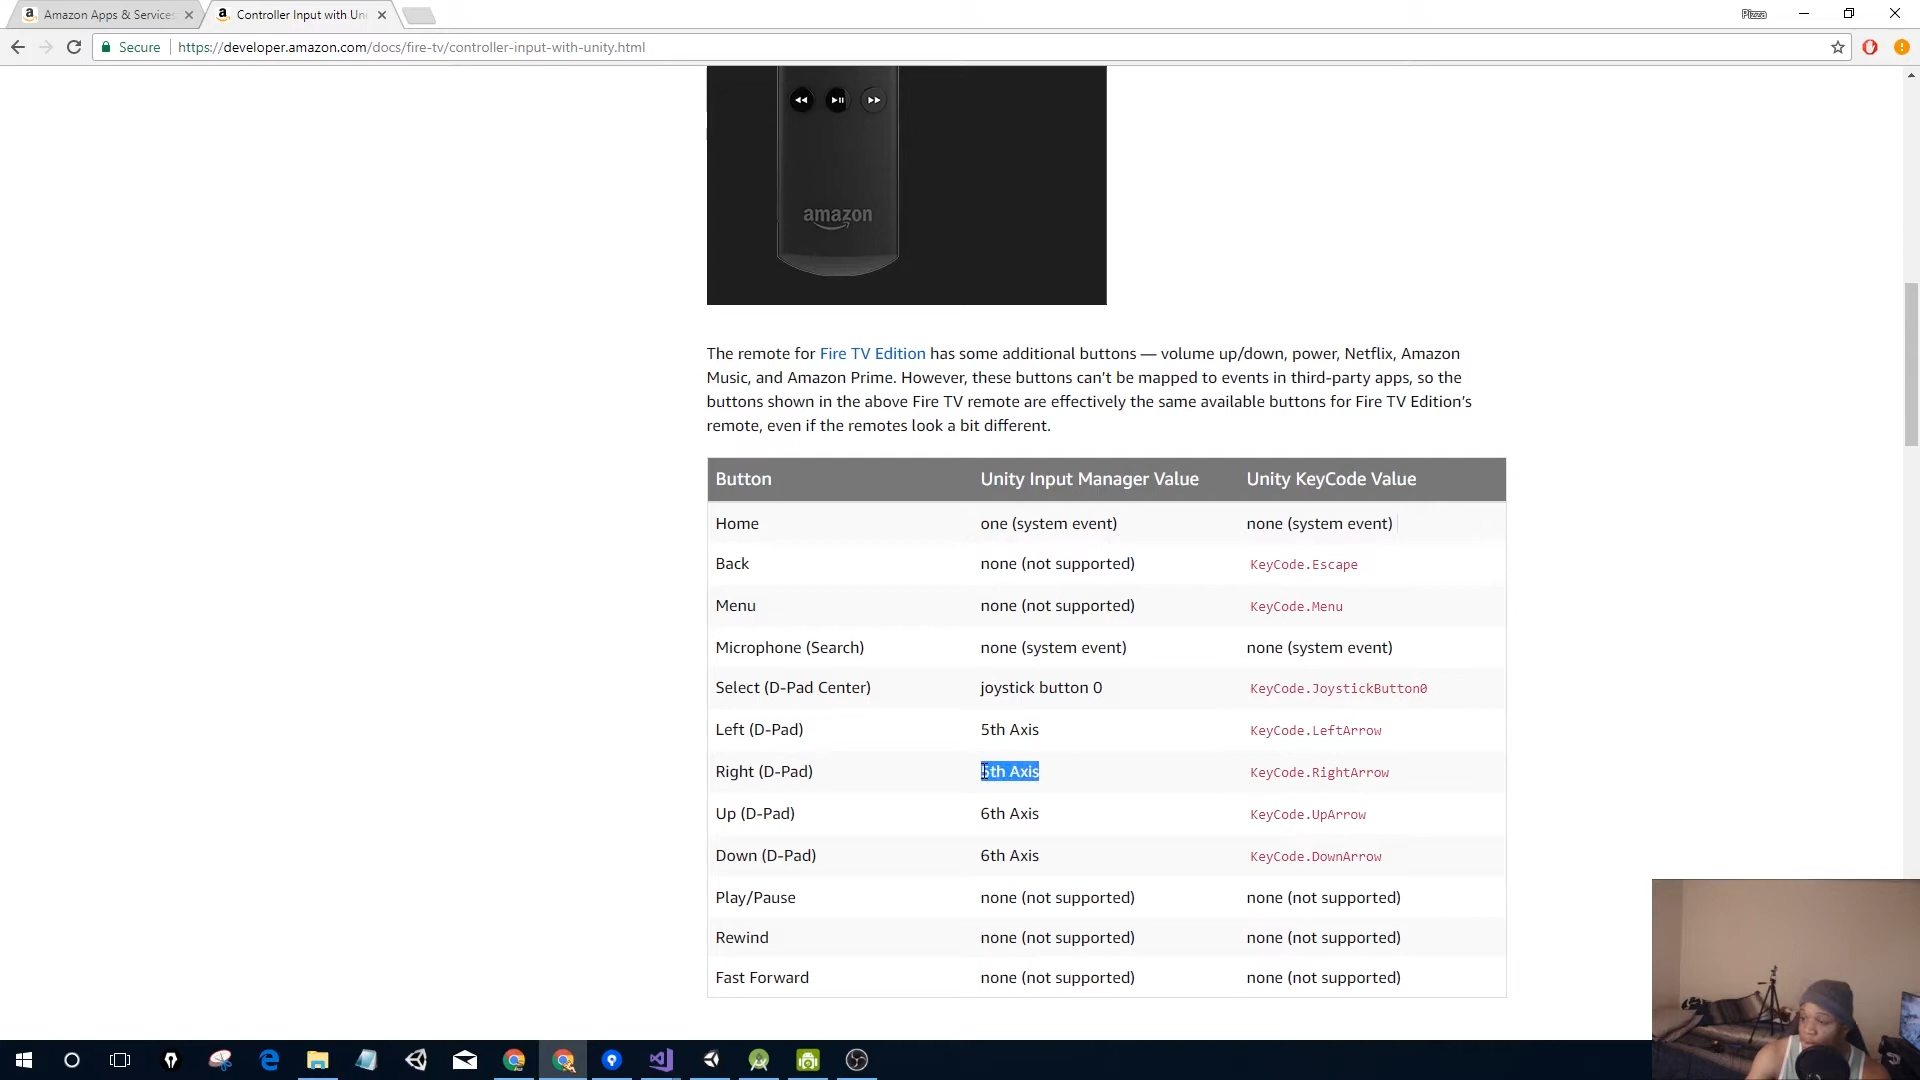 Amazon Apps & Services
Controller Input with Uni
Pizza
Secure
https://developer.amazon.com/docs/fire-tv/controller-input-with-unity.html
amazon
The remote for Fire TV Edition has some additional buttons — volume up/down, power, Netflix, Amazon
Music, and Amazon Prime. However, these buttons can't be mapped to events in third-party apps, so the
buttons shown in the above Fire TV remote are effectively the same available buttons for Fire TV Edition's
remote, even if the remotes look a bit different.
Button Unity Input Manager Value Unity KeyCode Value
Home one (system event) none (system event)
Back none (not supported) KeyCode.Escape
Menu none (not supported) KeyCode.Menu
Microphone (Search) none (system event) none (system event)
Select (D-Pad Center) joystick button 0 KeyCode.JoystickButton0
Left (D-Pad) 5th Axis KeyCode.LeftArrow
Right (D-Pad) 5th Axis KeyCode.RightArrow
Up (D-Pad) 6th Axis KeyCode.UpArrow
Down (D-Pad) 6th Axis KeyCode.DownArrow
Play/Pause none (not supported) none (not supported)
Rewind none (not supported) none (not supported)
Fast Forward none (not supported) none (not supported)